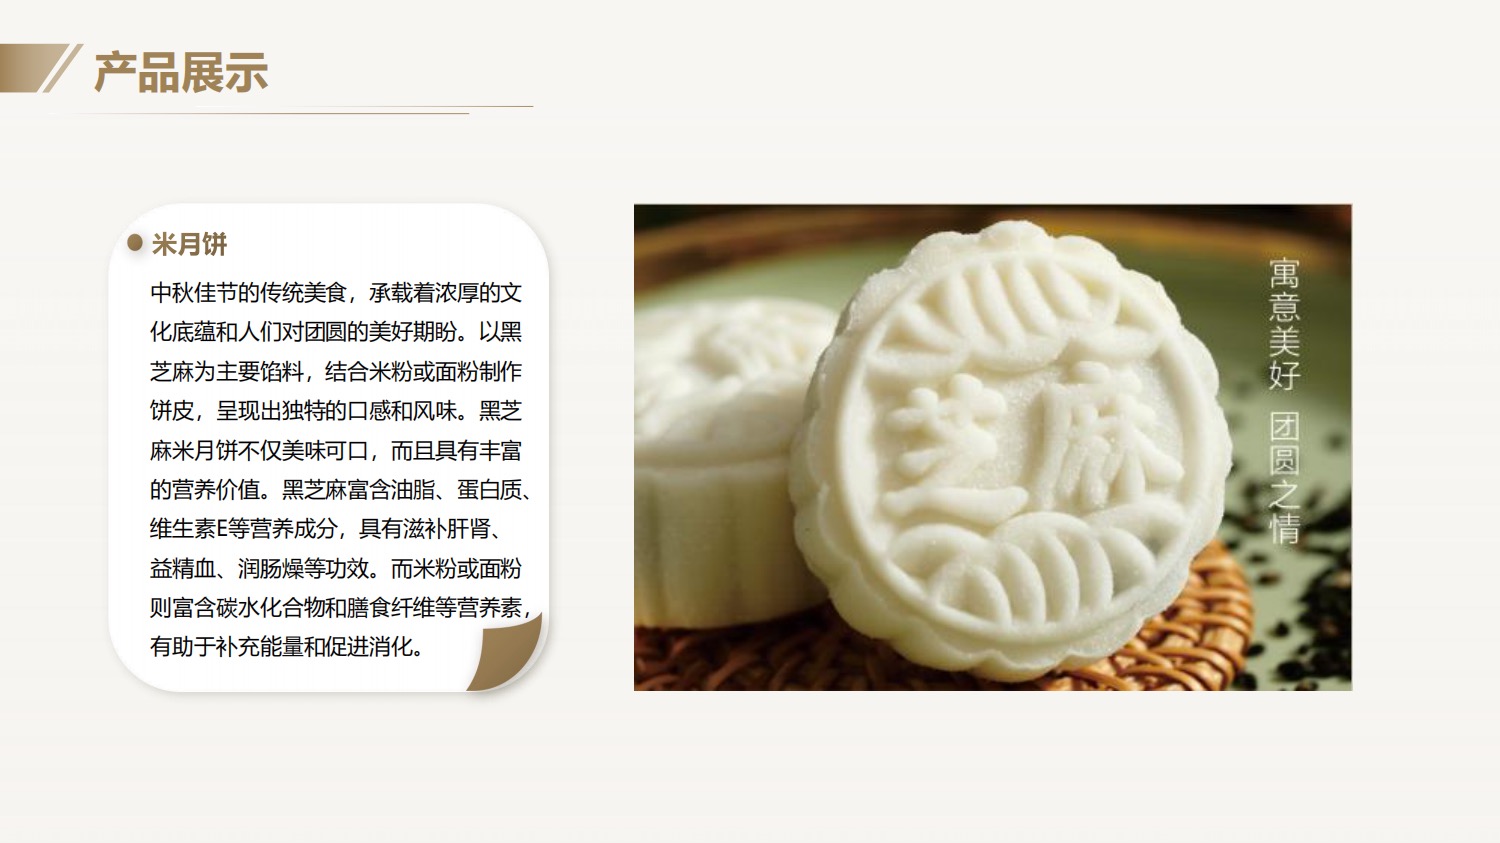 产品展示
米月饼
中秋佳节的传统美食，承载着浓厚的文
化底蕴和人们对团圆的美好期盼。以黑
芝麻为主要馅料，结合米粉或面粉制作
饼皮，呈现出独特的口感和风味。黑芝
麻米月饼不仅美味可口，而且具有丰富
的营养价值。黑芝麻富含油脂、蛋白质、
维生素E等营养成分，具有滋补肝肾、
益精血、润肠燥等功效。而米粉或面粉
则富含碳水化合物和膳食纤维等营养素，
有助于补充能量和促进消化。
芝麻
寓意美好 团圆之情